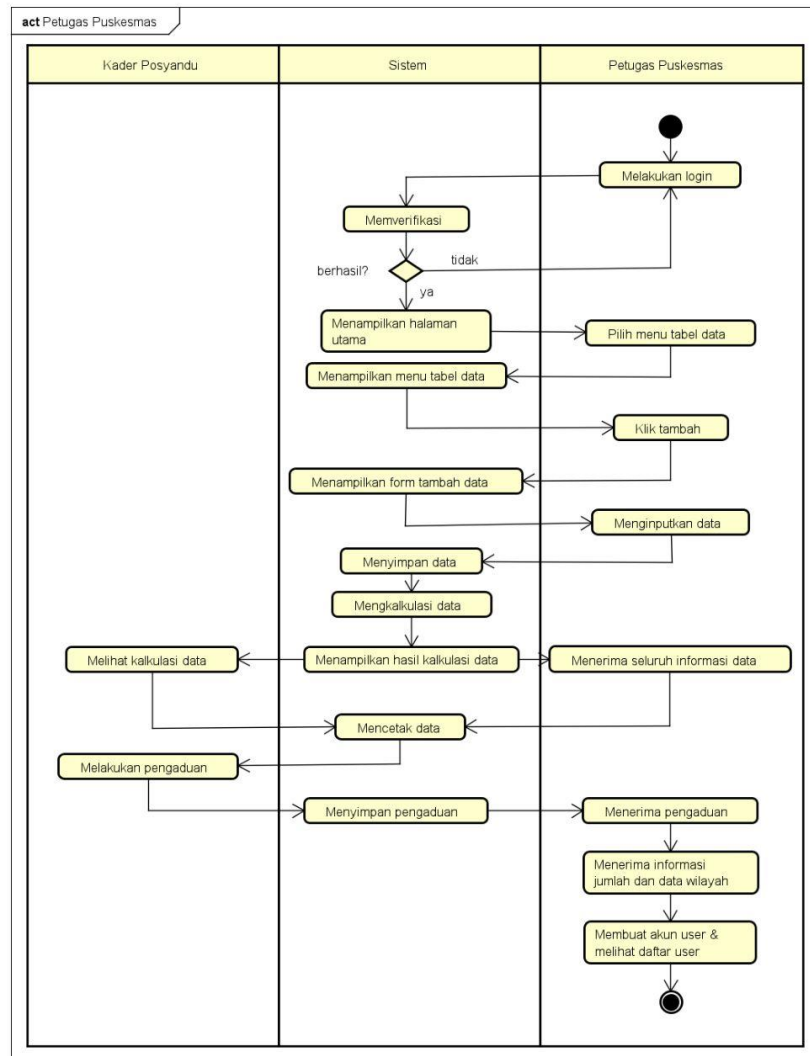 act Petugas Puskesmas
Kader Posyandu
Sistem
Petugas Puskesmas
Melakukan login
Memverifikasi
berhasil?
tidak
ya
Menampilkan halaman
utama
Pilih menu tabel data
Menampilkan menu tabel data
Klik tambah
Menampilkan form tambah data
Menginputkan data
Menyimpan data
Mengkalkulasi data
Melihat kalkulasi data
Menampilkan hasil kalkulasi data
Menerima seluruh informasi data
Mencetak data
Melakukan pengaduan
Menyimpan pengaduan
Menerima pengaduan
Menerima informasi
jumlah dan data wilayah
Membuat akun user &
melihat daftar user